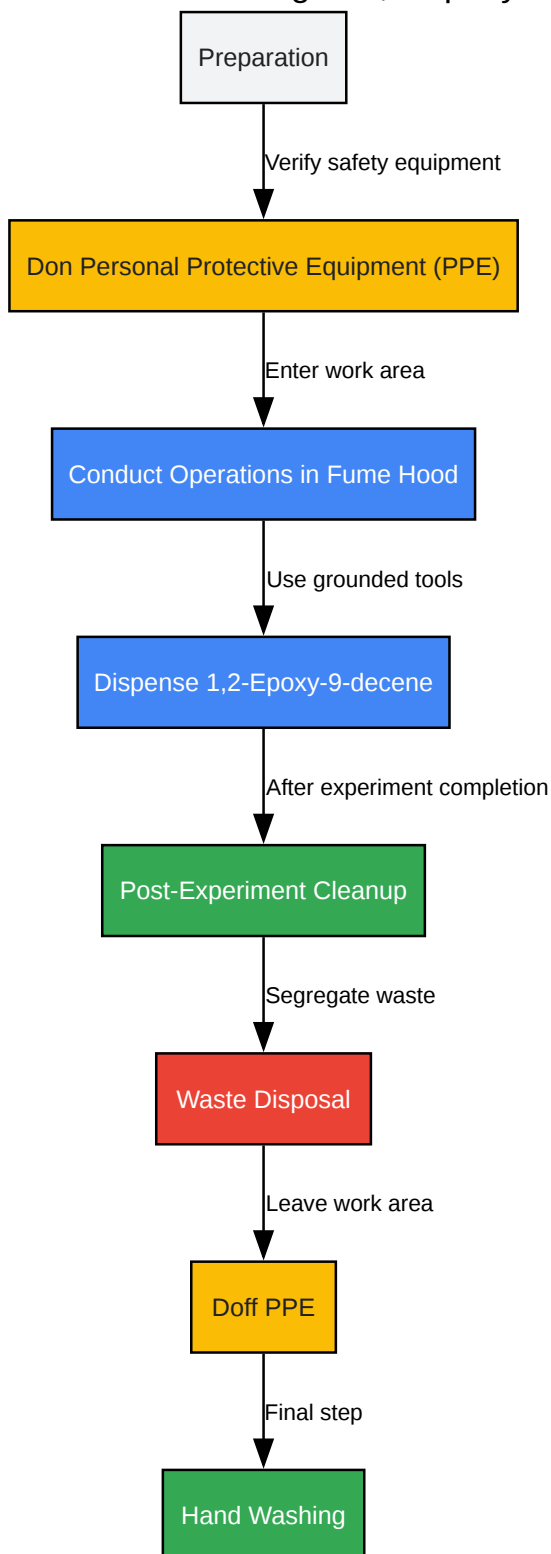 Preparation
Verify safety equipment
Don Personal Protective Equipment (PPE)
Enter work area
Conduct Operations in Fume Hood
Use grounded tools
Dispense 1,2-Epoxy-9-decene
After experiment completion
Post-Experiment Cleanup
Segregate waste
Waste Disposal
Leave work area
Doff PPE
Final step
Hand Washing